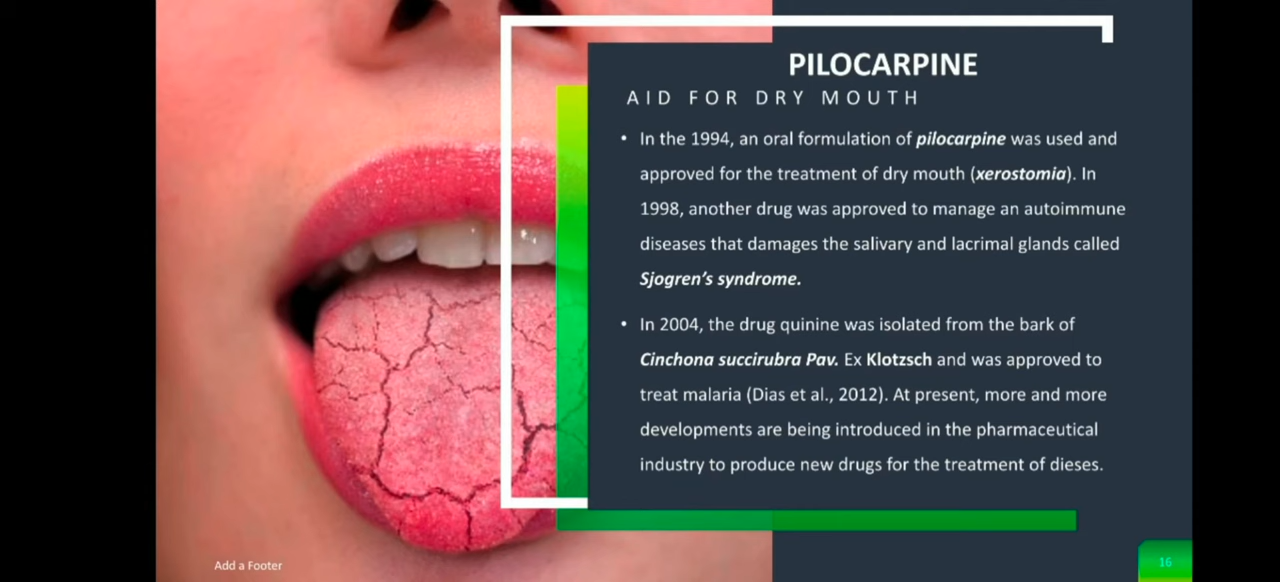 PILOCARPINE
AID FOR DRY MOUTH
• In the 1994, an oral formulation of pilocarpine was used and
approved for the treatment of dry mouth (xerostomia). In
1998, another drug was approved to manage an autoimmune
diseases that damages the salivary and lacrimal glands called
Sjogren's syndrome.
• In 2004, the drug quinine was isolated from the bark of
Cinchona succirubra Pav. Ex Klotzsch and was approved to
treat malaria (Dias et al., 2012). At present, more and more
developments are being introduced in the pharmaceutical
industry to produce new drugs for the treatment of dieses.
Add a Footer
16